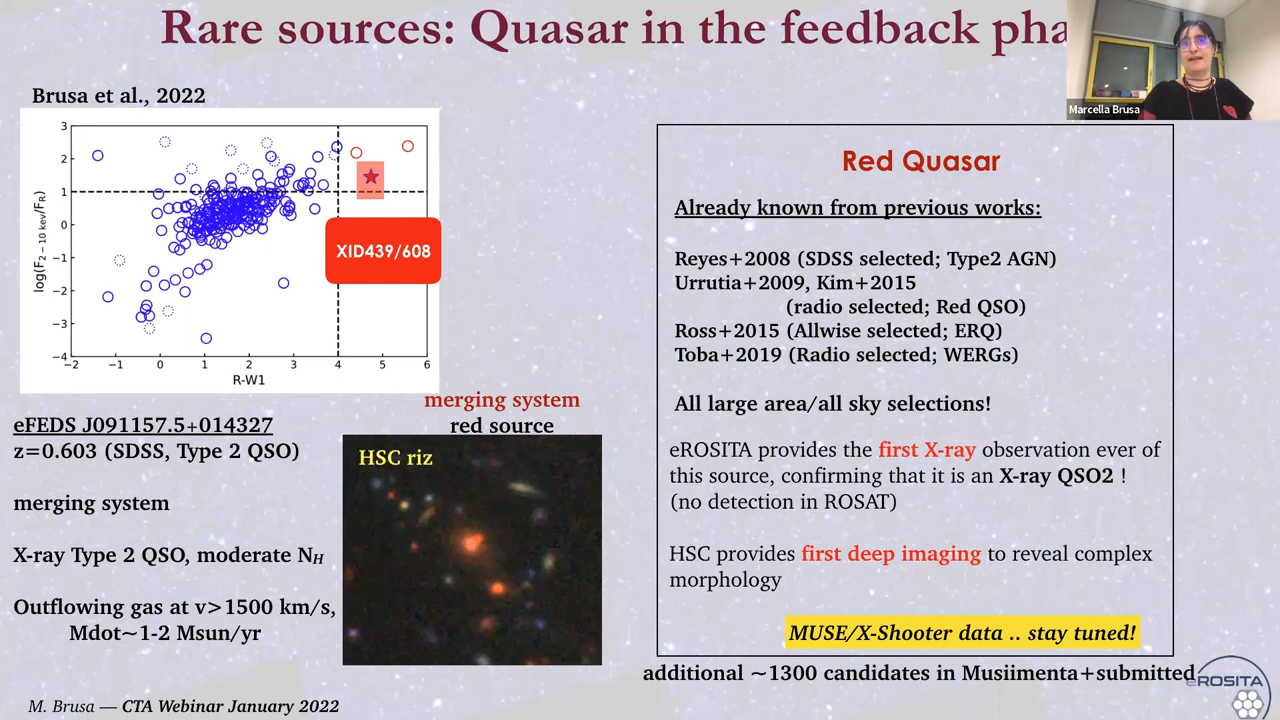 Rare sources: Quasar in the feedback pha
Marcella Brusa
Brusa et al., 2022
3
2
1
0
−1
−2
−3
−4
log(F2−10 kev/FR)
−2 −1 0 1 2 3 4 5 6
R-W1
XID439/608
eFEDS J091157.5+014327
z=0.603 (SDSS, Type 2 QSO)
merging system
X-ray Type 2 QSO, moderate NH
Outflowing gas at v>1500 km/s,
Mdot~1-2 Msun/yr
merging system
red source
HSC riz
Red Quasar
Already known from previous works:
Reyes+2008 (SDSS selected; Type2 AGN)
Urrutia+2009, Kim+2015
(radio selected; Red QSO)
Ross+2015 (Allwise selected; ERQ)
Toba+2019 (Radio selected; WERGs)
All large area/all sky selections!
eROSITA provides the first X-ray observation ever of
this source, confirming that it is an X-ray QSO2 !
(no detection in ROSAT)
HSC provides first deep imaging to reveal complex
morphology
MUSE/X-Shooter data .. stay tuned!
additional ~1300 candidates in Musiimenta+submitted
eROSITA
M. Brusa — CTA Webinar January 2022